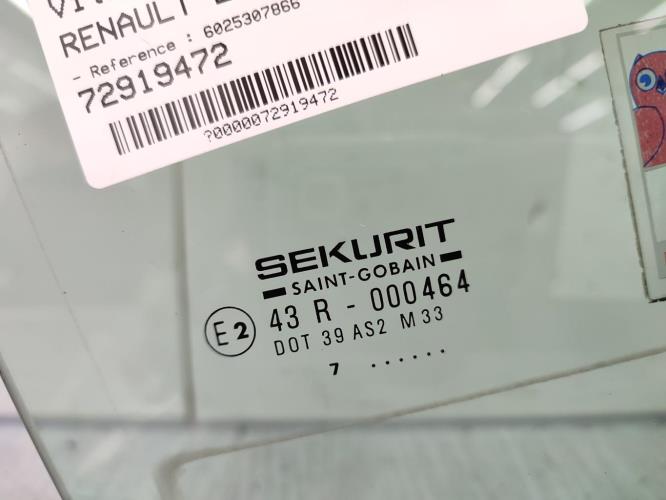 RENAULT
- Reference : 6025307866
72919472
?0000072919472
SEKURIT
SAINT-GOBAIN
E2 43 R - 000464
DOT 39 AS2 M33
7 ......